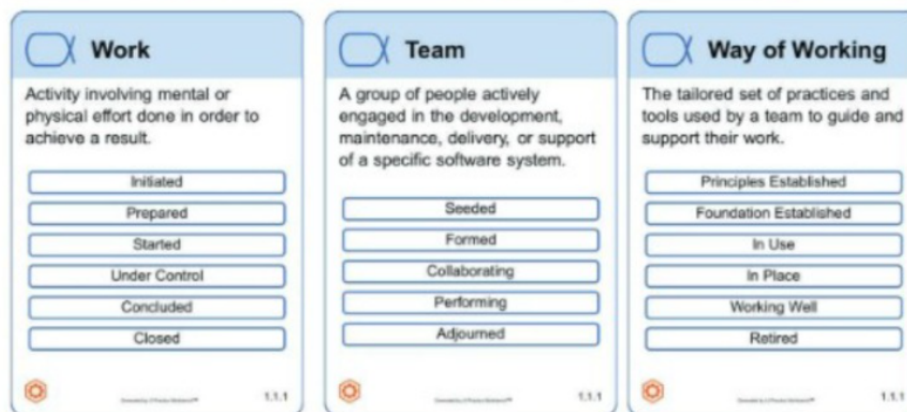 Work
Activity involving mental or
physical effort done in order to
achieve a result.
Initiated
Prepared
Started
Under Control
Concluded
Closed
1.1.1
Team
A group of people actively
engaged in the development,
maintenance, delivery, or support
of a specific software system.
Seeded
Formed
Collaborating
Performing
Adjourned
1.1.1
Way of Working
The tailored set of practices and
tools used by a team to guide and
support their work.
Principles Established
Foundation Established
In Use
In Place
Working Well
Retired
1.1.1